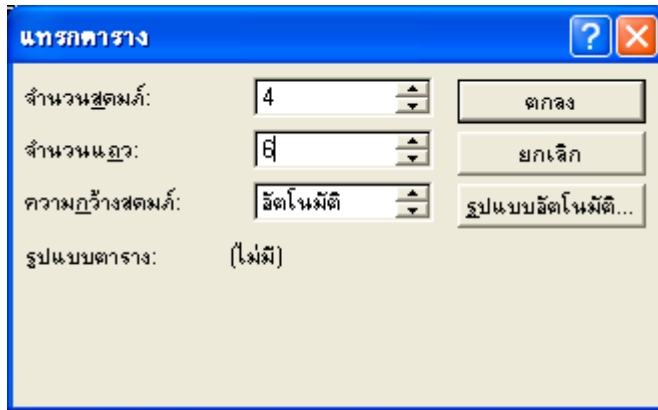 แทรกตาราง
จำนวนสดมภ์: 4 ตกลง
จำนวนแถว: 6 ยกเลิก
ความกว้างสดมภ์: อัตโนมัติ รูปแบบอัตโนมัติ...
รูปแบบตาราง: (ไม่มี)